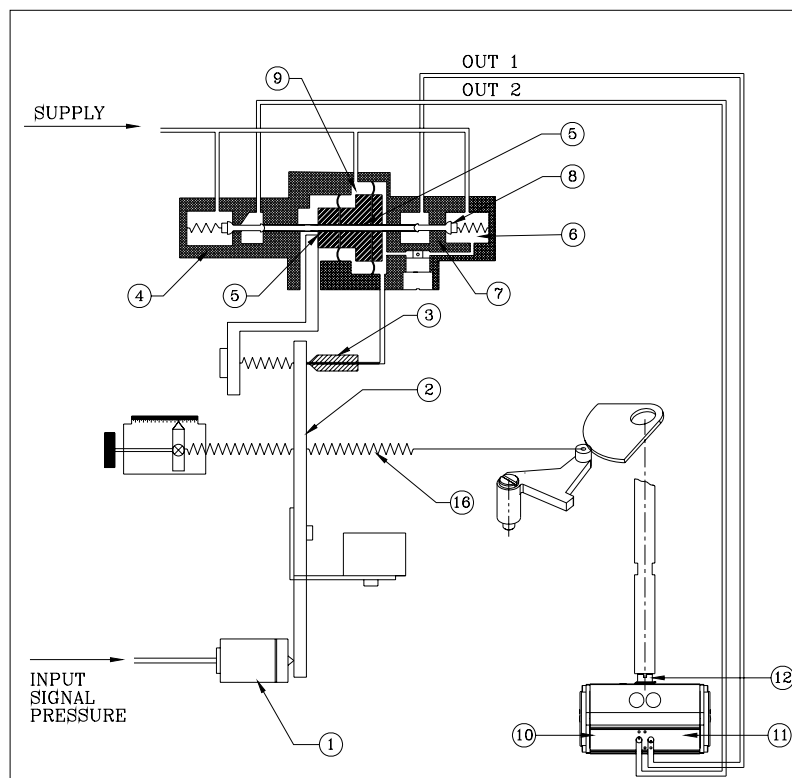 OUT 1
9
OUT 2
SUPPLY
5
8
6
4
5
7
3
2
16
12
INPUT
SIGNAL
PRESSURE
10
11
1